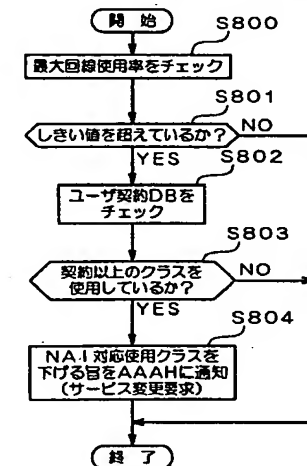 開始
S800
最大回線使用率をチェック
S801
しきい値を超えているか?
NO
YES
S802
ユーザ契約DBを
チェック
S803
契約以上のクラスを
使用しているか?
NO
YES
S804
NAI対応使用クラスを
下げる旨をAAAHに通知
(サービス変更要求)
終了